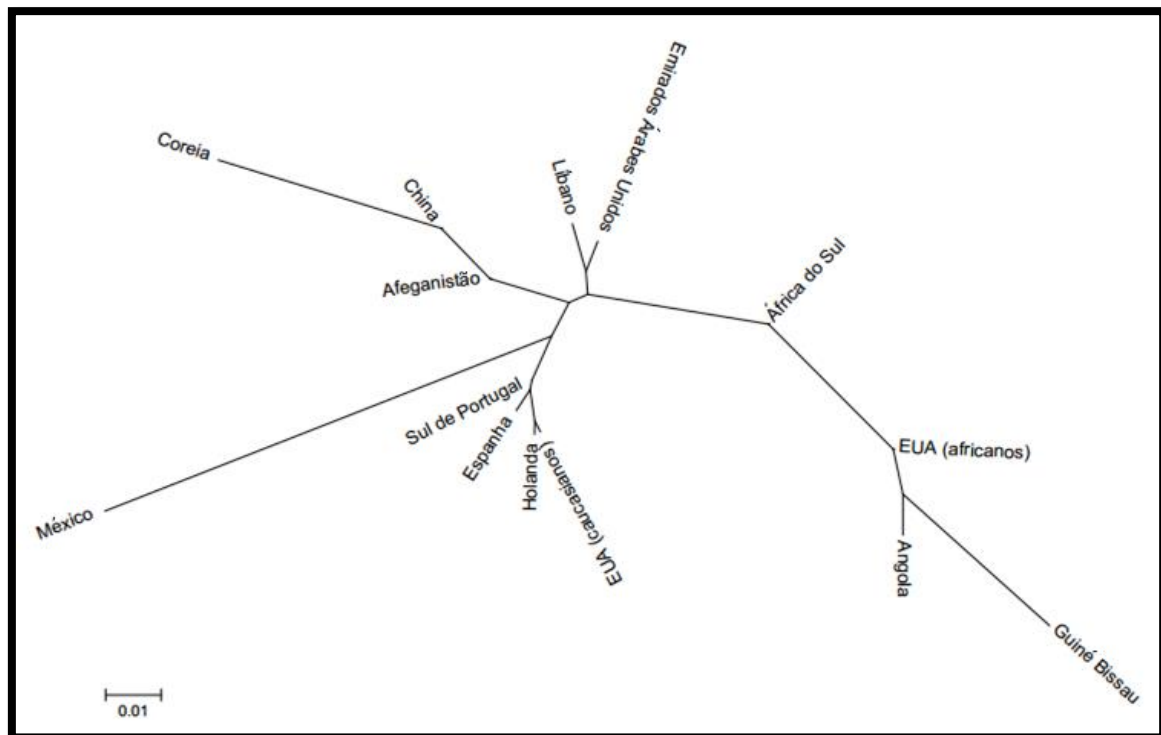 Emirados Árabes Unidos
Coreia
Líbano
China
África do Sul
Afeganistão
Sul de Portugal
Espanha
Holanda
EUA (caucasianos)
EUA (africanos)
México
Angola
Guiné Bissau
0.01